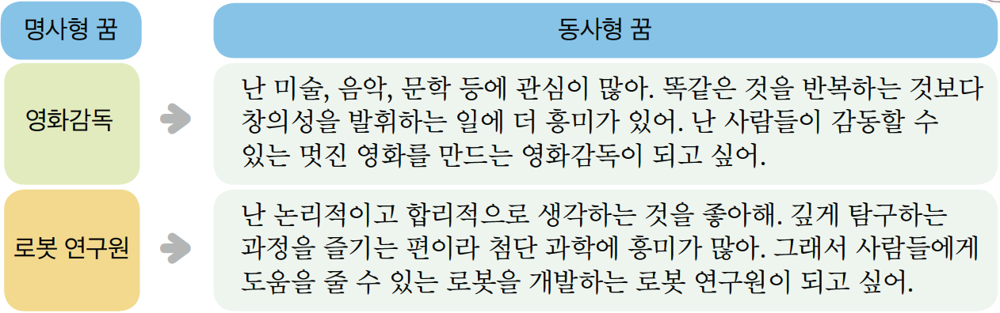 명사형 꿈
동사형 꿈
영화감독
난 미술, 음악, 문학 등에 관심이 많아. 똑같은 것을 반복하는 것보다
창의성을 발휘하는 일에 더 흥미가 있어. 난 사람들이 감동할 수
있는 멋진 영화를 만드는 영화감독이 되고 싶어.
로봇 연구원
난 논리적이고 합리적으로 생각하는 것을 좋아해. 깊게 탐구하는
과정을 즐기는 편이라 첨단 과학에 흥미가 많아. 그래서 사람들에게
도움을 줄 수 있는 로봇을 개발하는 로봇 연구원이 되고 싶어.